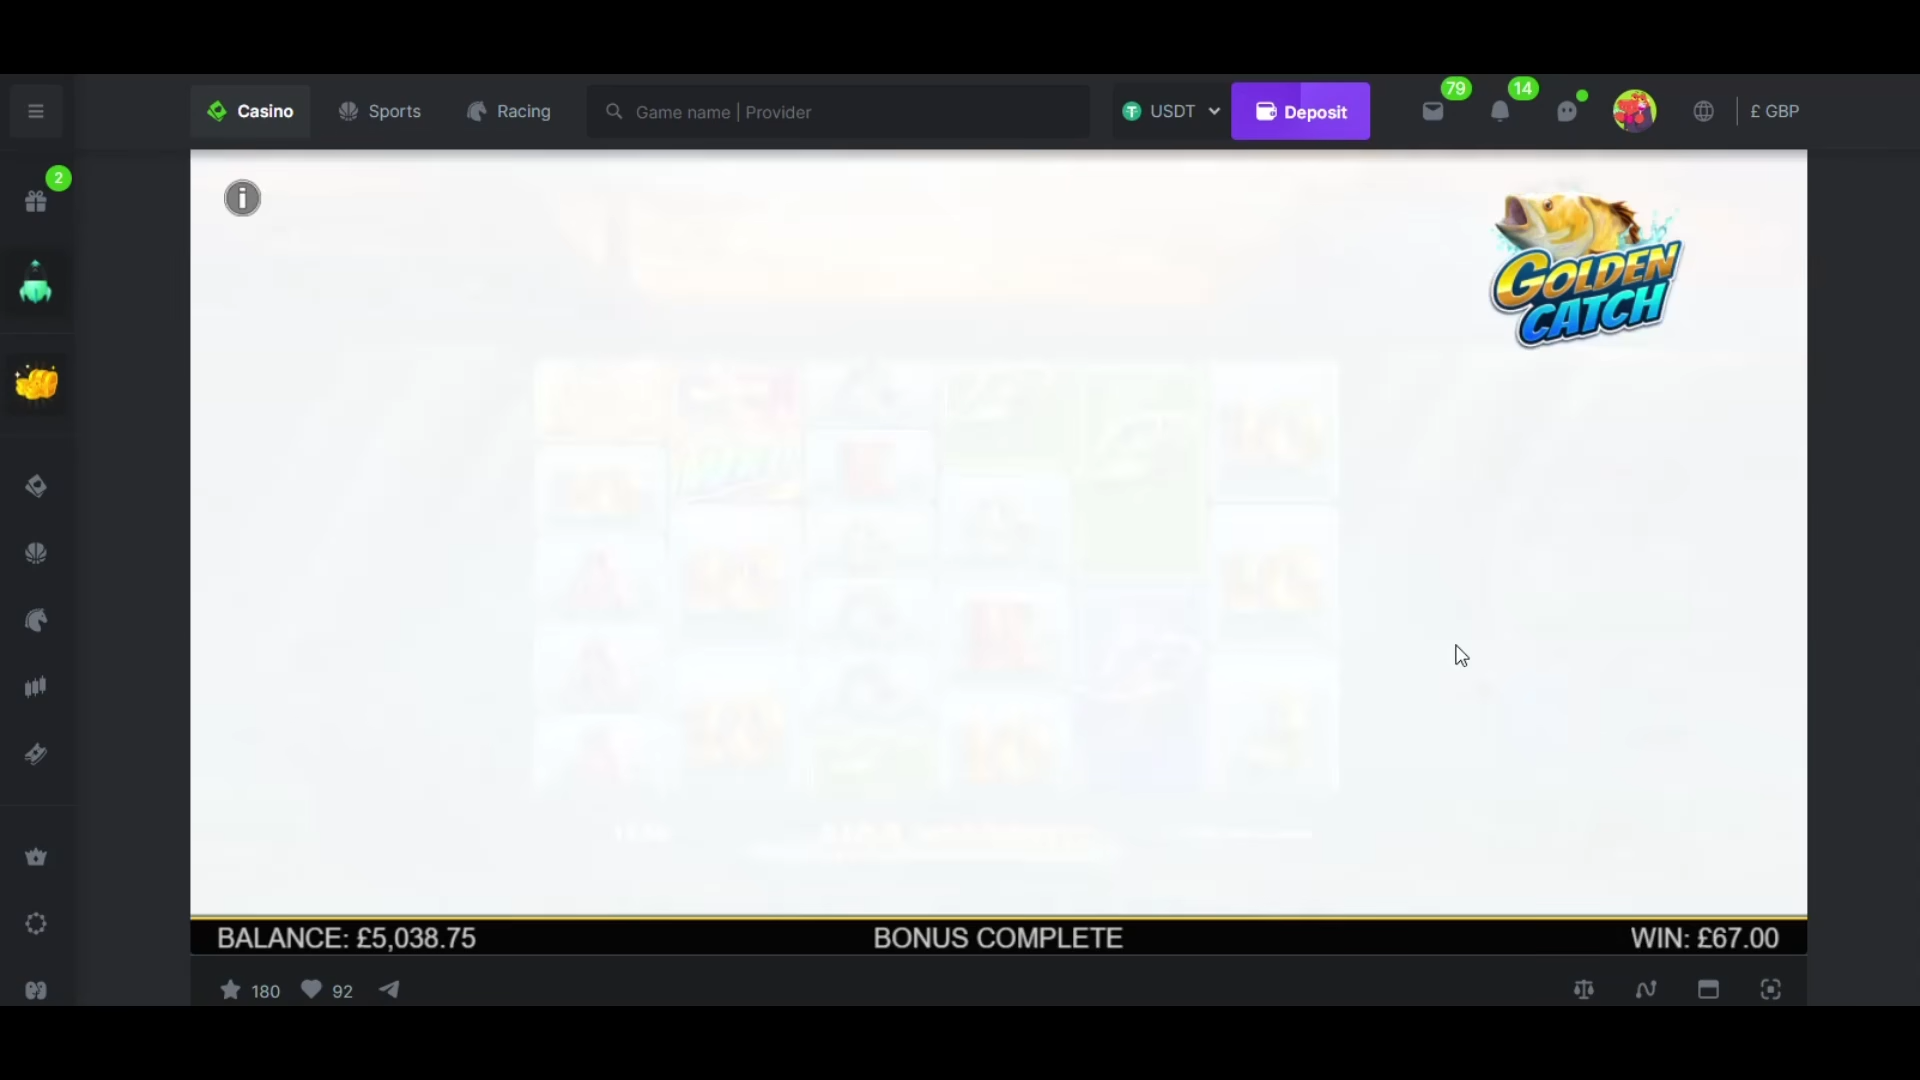 Casino
Sports
Racing
Game name | Provider
USDT
Deposit
79
14
£ GBP
2
i
GOLDEN
CATCH
BALANCE: £5,038.75
BONUS COMPLETE
WIN: £67.00
180
92